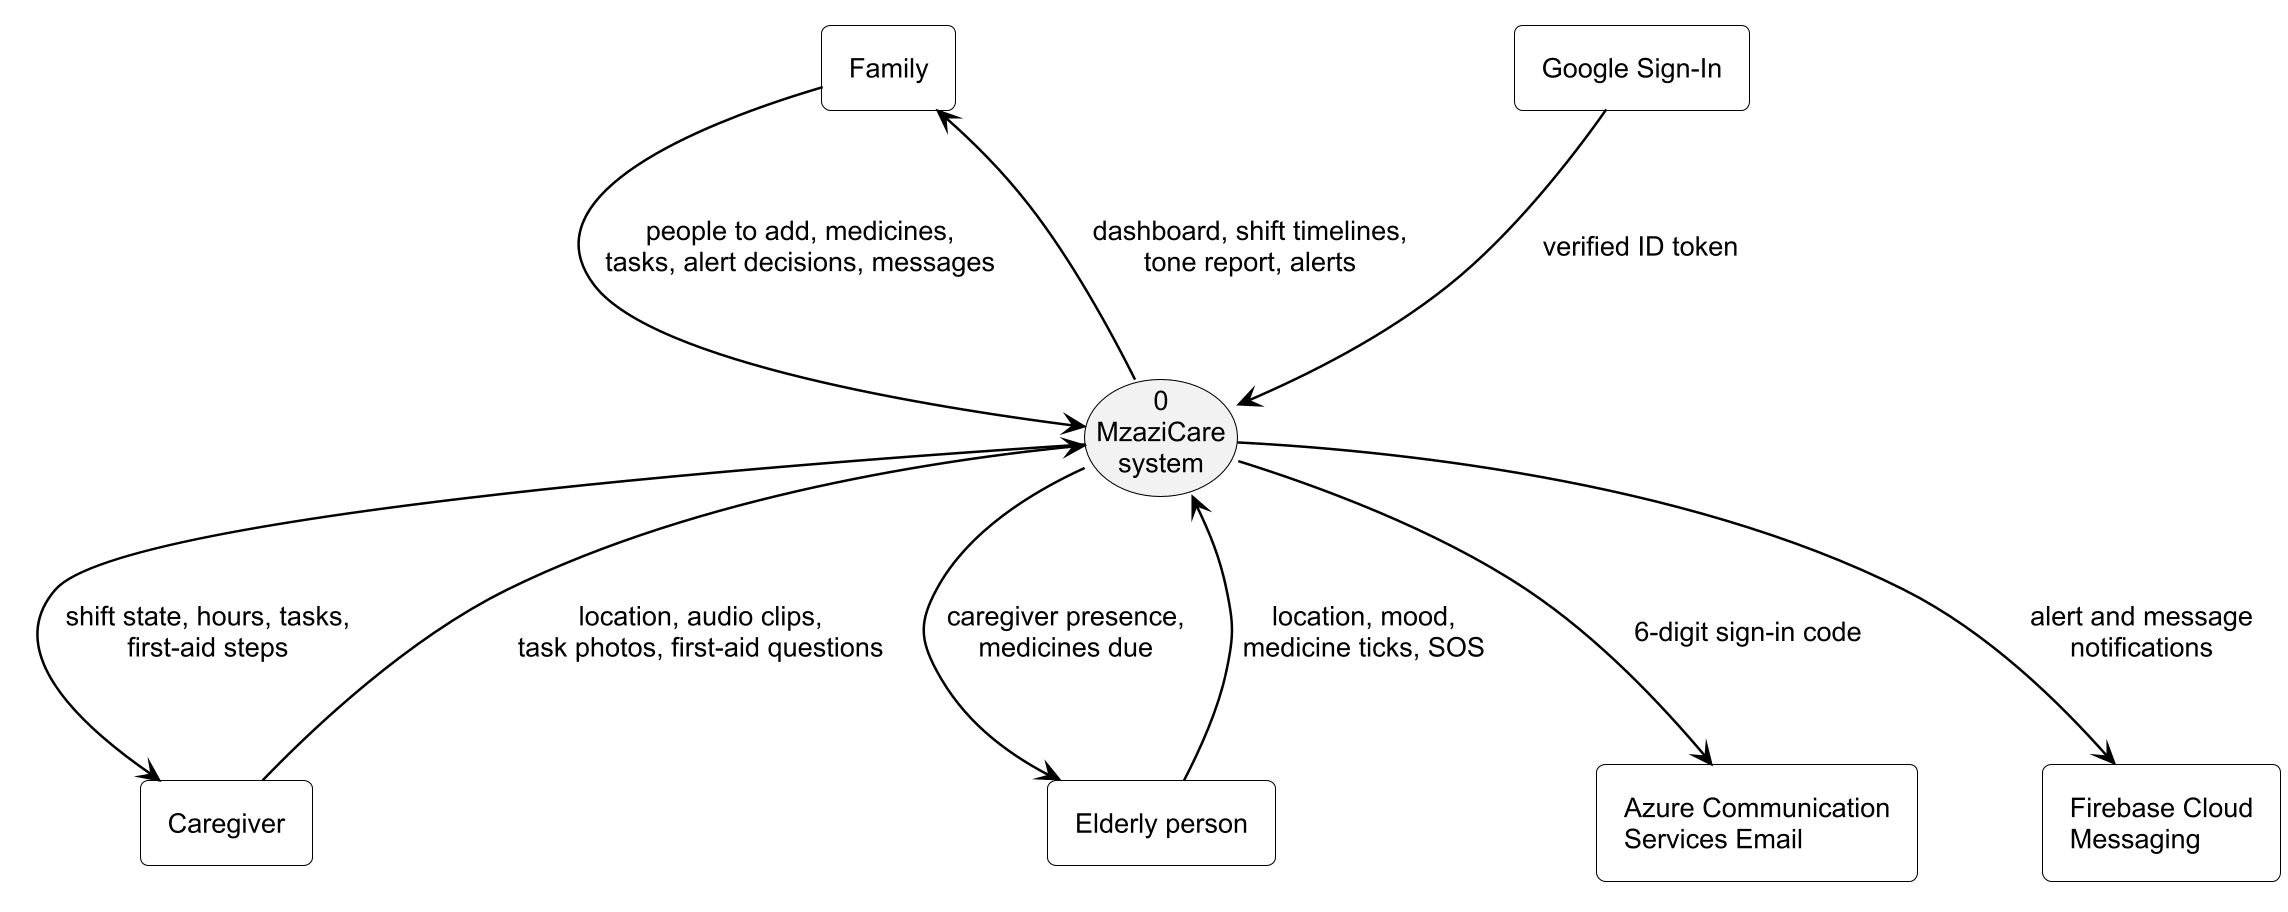 Family
Google Sign-In
people to add, medicines,
tasks, alert decisions, messages
dashboard, shift timelines,
tone report, alerts
verified ID token
0
MzaziCare
system
shift state, hours, tasks,
first-aid steps
location, audio clips,
task photos, first-aid questions
caregiver presence,
medicines due
location, mood,
medicine ticks, SOS
6-digit sign-in code
alert and message
notifications
Caregiver
Elderly person
Azure Communication
Services Email
Firebase Cloud
Messaging